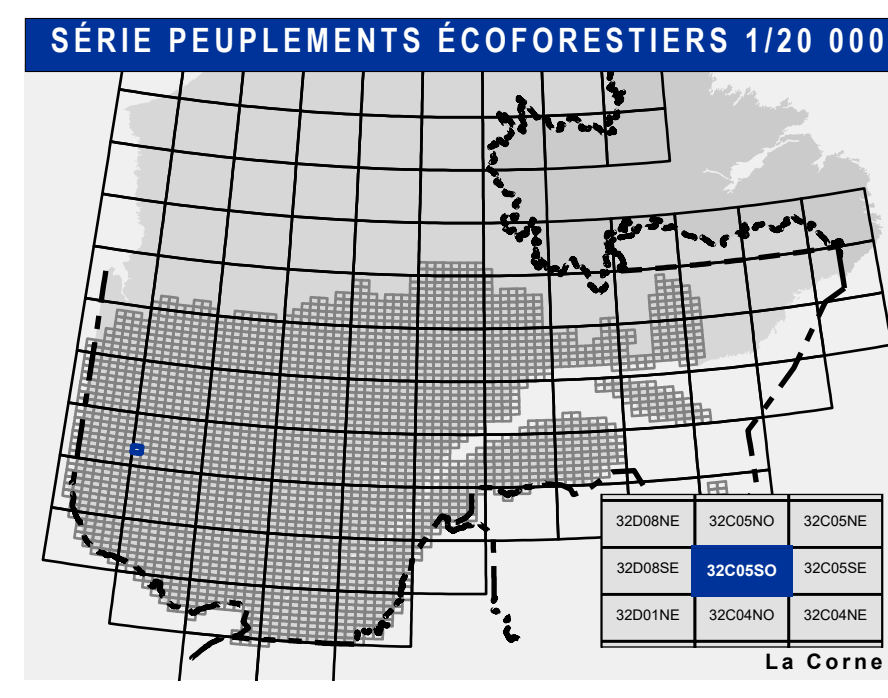 SÉRIE PEUPLEMENTS ÉCOFORESTIERS 1/20 000
32D08NE 32C05NO 32C05NE
32D08SE 32C05SO 32C05SE
32D01NE 32C04NO 32C04NE
La Corne